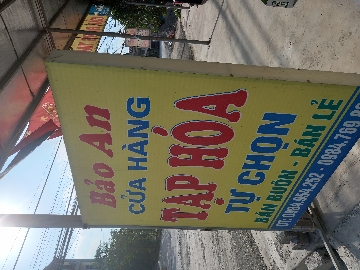 Bảo An
CỬA HÀNG
TẠP HÓA
TỰ CHỌN
BÁN BUÔN - BÁN LẺ